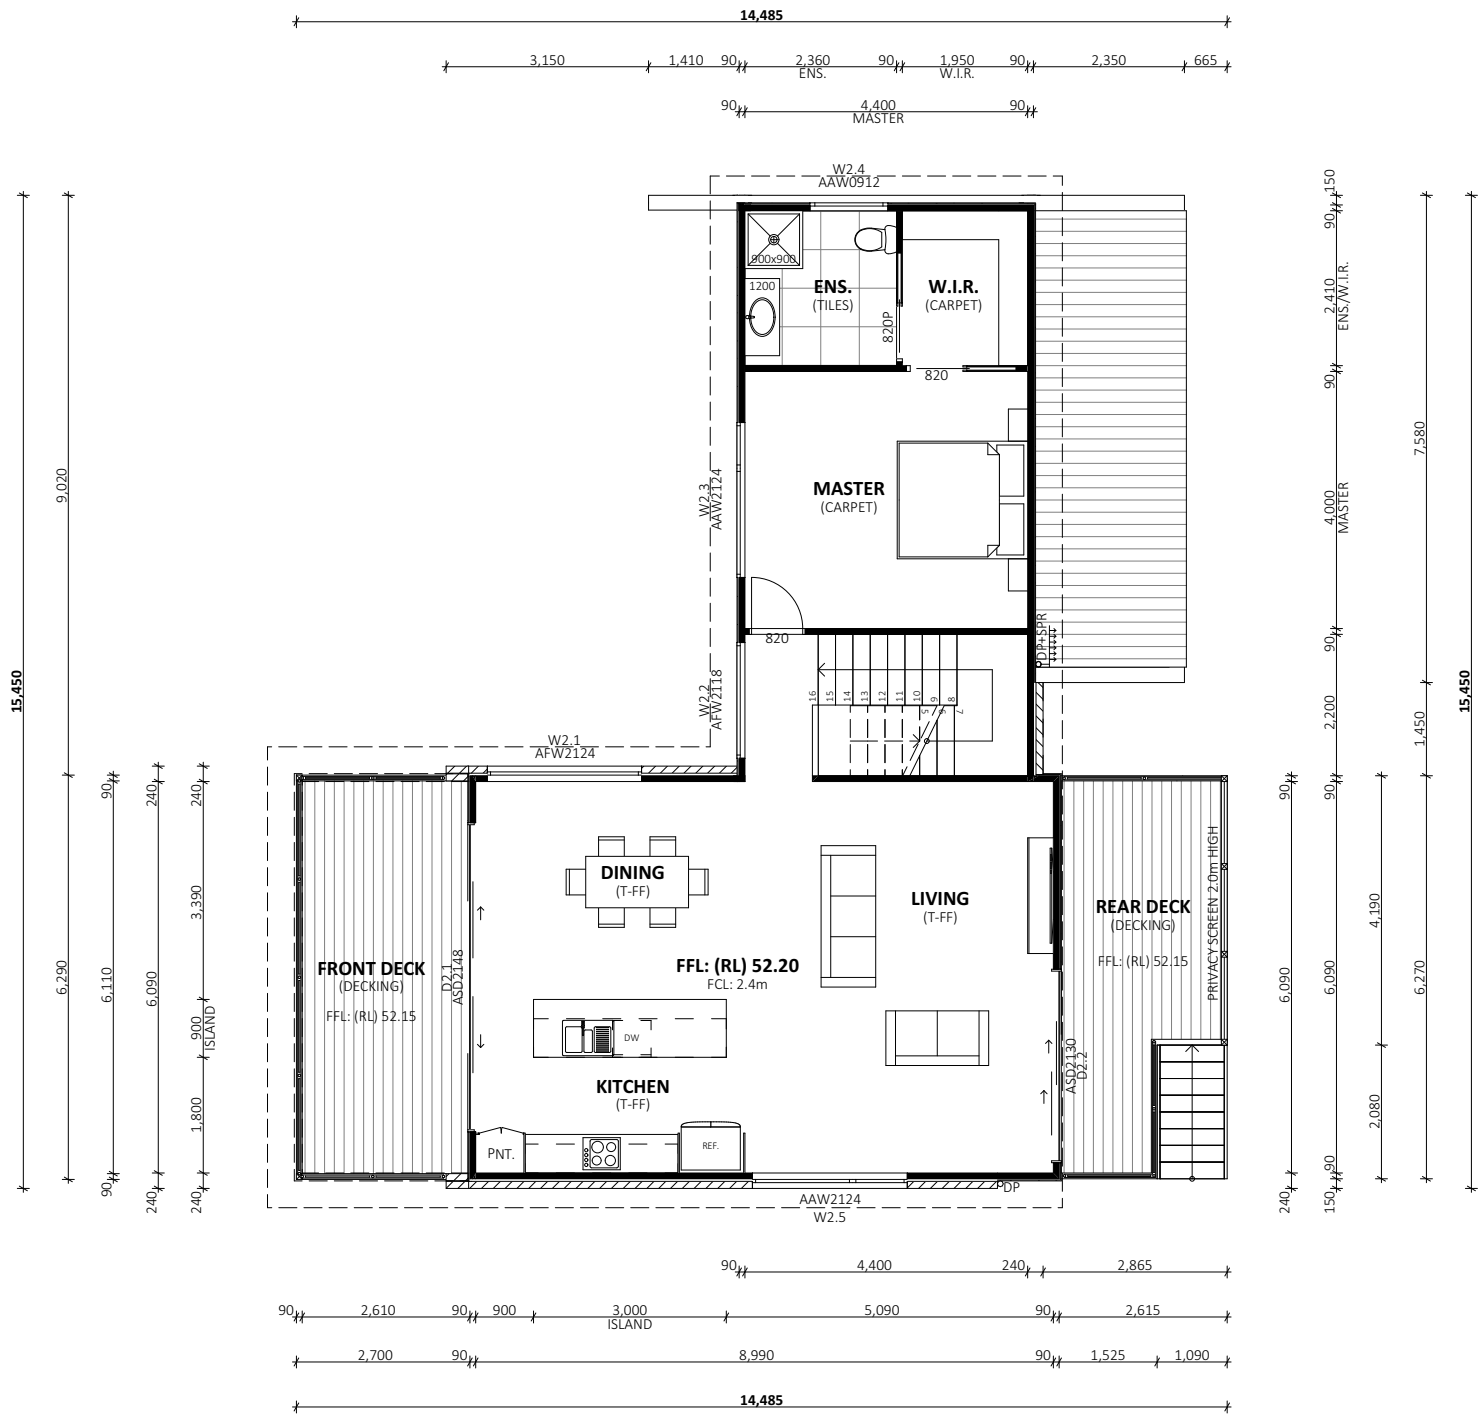 14,485
3,150
1,410
90
2,360
90
1,950
90
2,350
665
ENS.
W.I.R.
90
4,400
90
MASTER
W2.4
AAW0912
900x900
1200
ENS.
(TILES)
W.I.R.
(CARPET)
820P
820
W2.3
AAW2124
MASTER
(CARPET)
820
DP+SPR
W2.2
AFW2118
16
15
14
13
12
11
10
9
8
7
6
5
W2.1
AFW2124
DINING
(T-FF)
LIVING
(T-FF)
REAR DECK
(DECKING)
FFL: (RL) 52.15
PRIVACY SCREEN 2.0m HIGH
FRONT DECK
(DECKING)
FFL: (RL) 52.15
D2.1
ASD2148
FFL: (RL) 52.20
FCL: 2.4m
DW
KITCHEN
(T-FF)
ASD2130
D2.2
PNT.
REF.
DP
AAW2124
W2.5
15,450
9,020
6,290
90
6,110
90
240
6,090
240
240
3,390
900
ISLAND
1,800
240
150
90
2,410
ENS./W.I.R.
90
4,000
MASTER
90
2,200
90
6,090
90
150
90
6,090
240
4,190
2,080
7,580
1,450
6,270
15,450
90
4,400
240
2,865
90
2,610
90
900
3,000
5,090
90
2,615
ISLAND
2,700
90
8,990
90
1,525
1,090
14,485